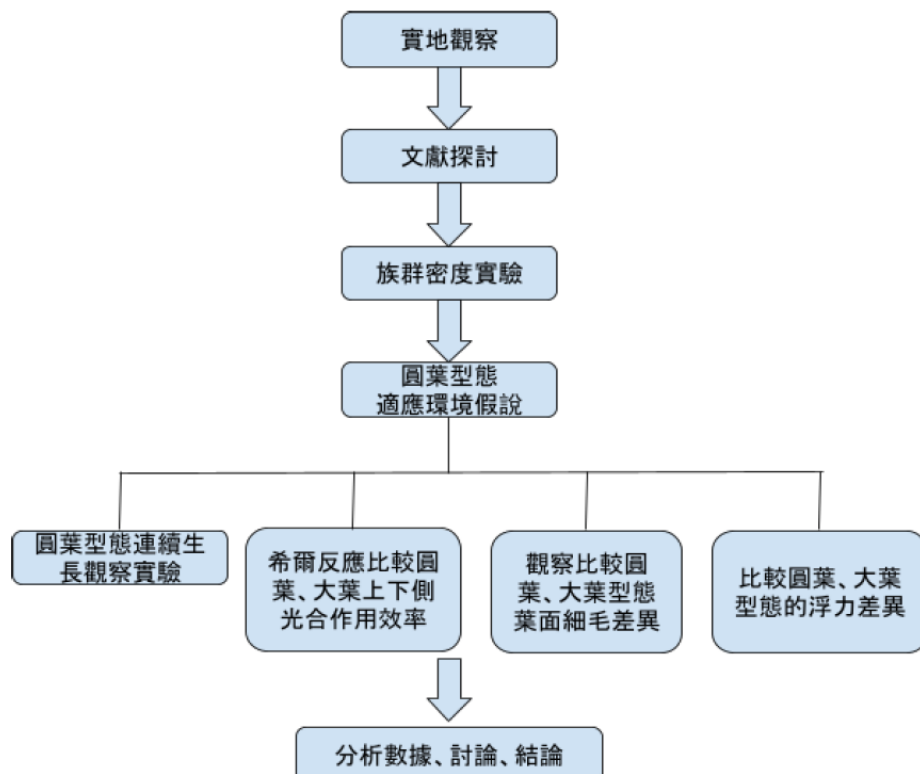 實地觀察
文獻探討
族群密度實驗
圓葉型態
適應環境假說
圓葉型態連續生
長觀察實驗
希爾反應比較圓
葉、大葉上下側
光合作用效率
觀察比較圓
葉、大葉型態
葉面細毛差異
比較圓葉、大葉
型態的浮力差異
分析數據、討論、結論